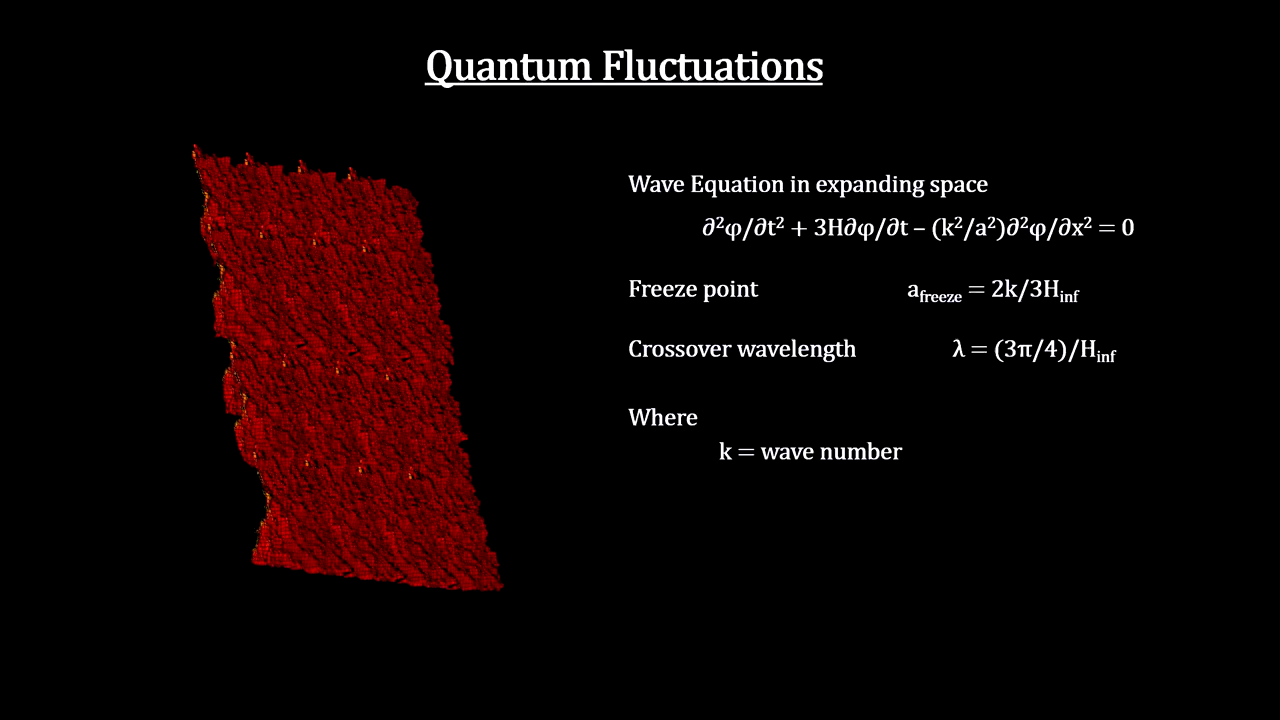 Quantum Fluctuations
Wave Equation in expanding space
∂²φ/∂t² + 3H∂φ/∂t – (k²/a²)∂²φ/∂x² = 0
Freeze point a_freeze = 2k/3H_inf
Crossover wavelength λ = (3π/4)/H_inf
Where
k = wave number